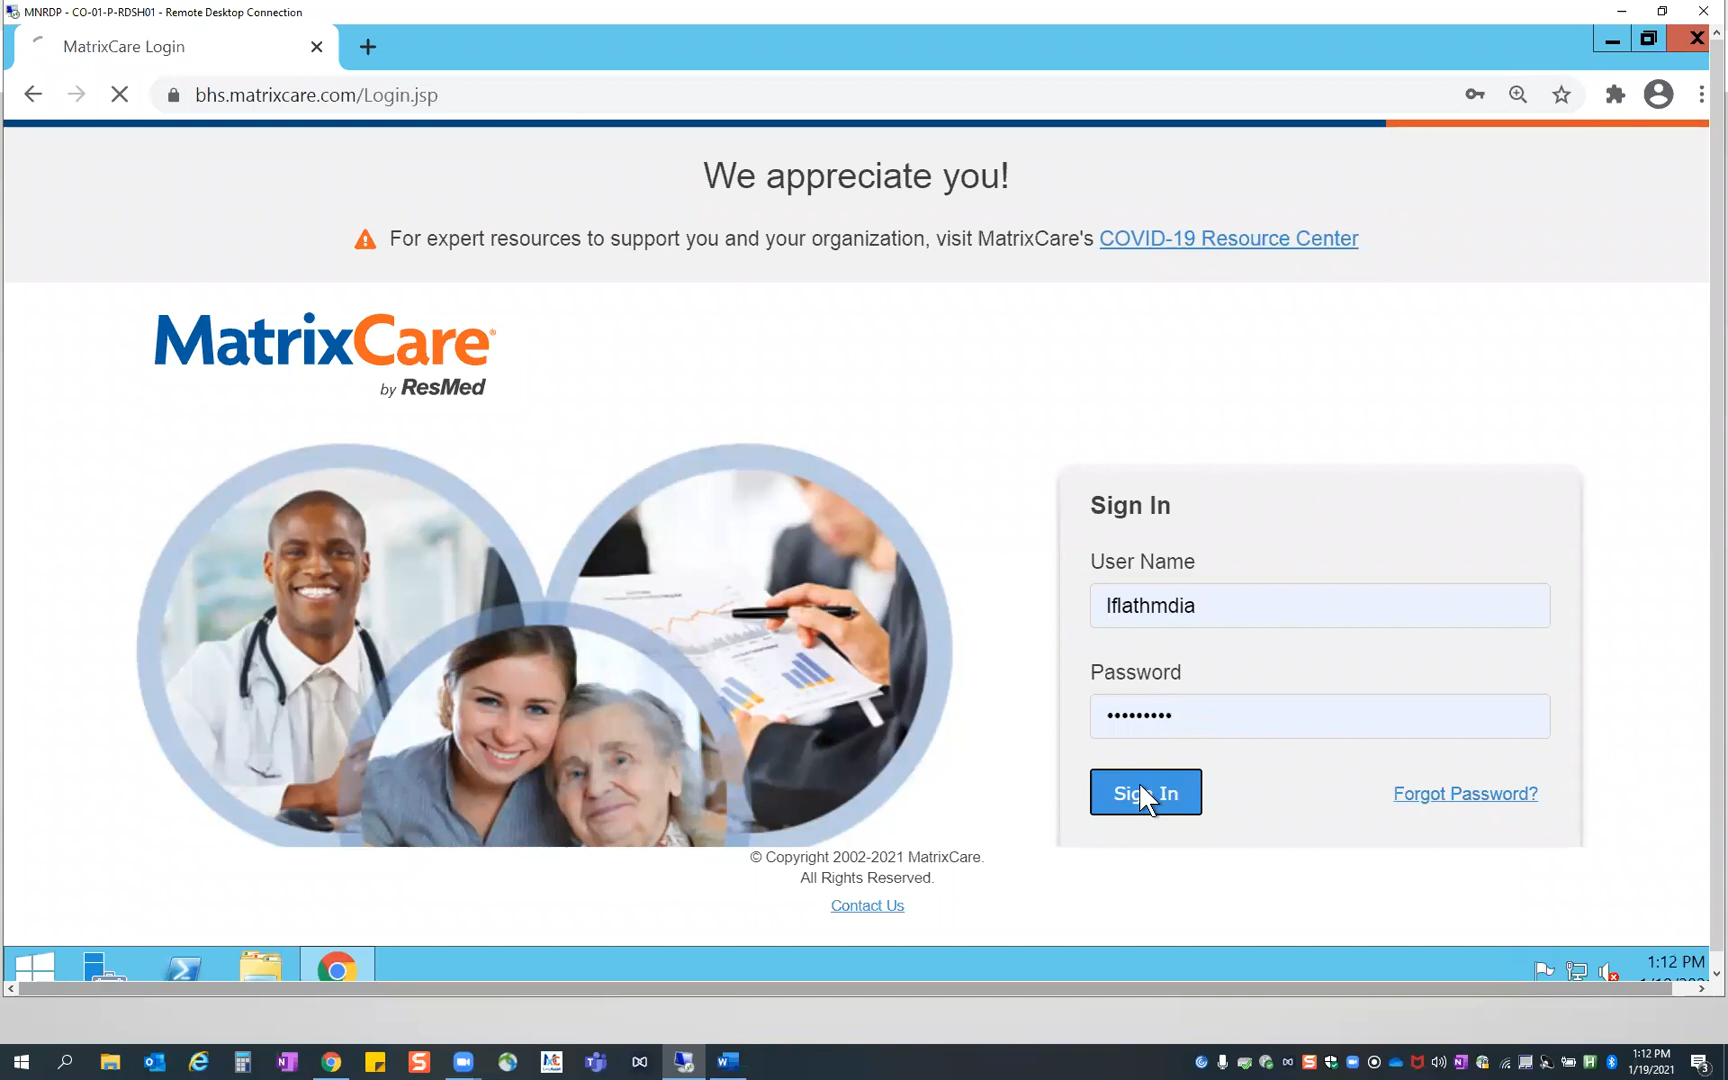 MNRDP - CO-01-P-RDSH01 - Remote Desktop Connection
MatrixCare Login
bhs.matrixcare.com/Login.jsp
We appreciate you!
For expert resources to support you and your organization, visit MatrixCare's COVID-19 Resource Center
MatrixCare
by ResMed
Sign In
User Name
lflathmdia
Password
•••••••••
Sign In
Forgot Password?
© Copyright 2002-2021 MatrixCare.
All Rights Reserved.
Contact Us
1:12 PM
1:12 PM
1/19/2021